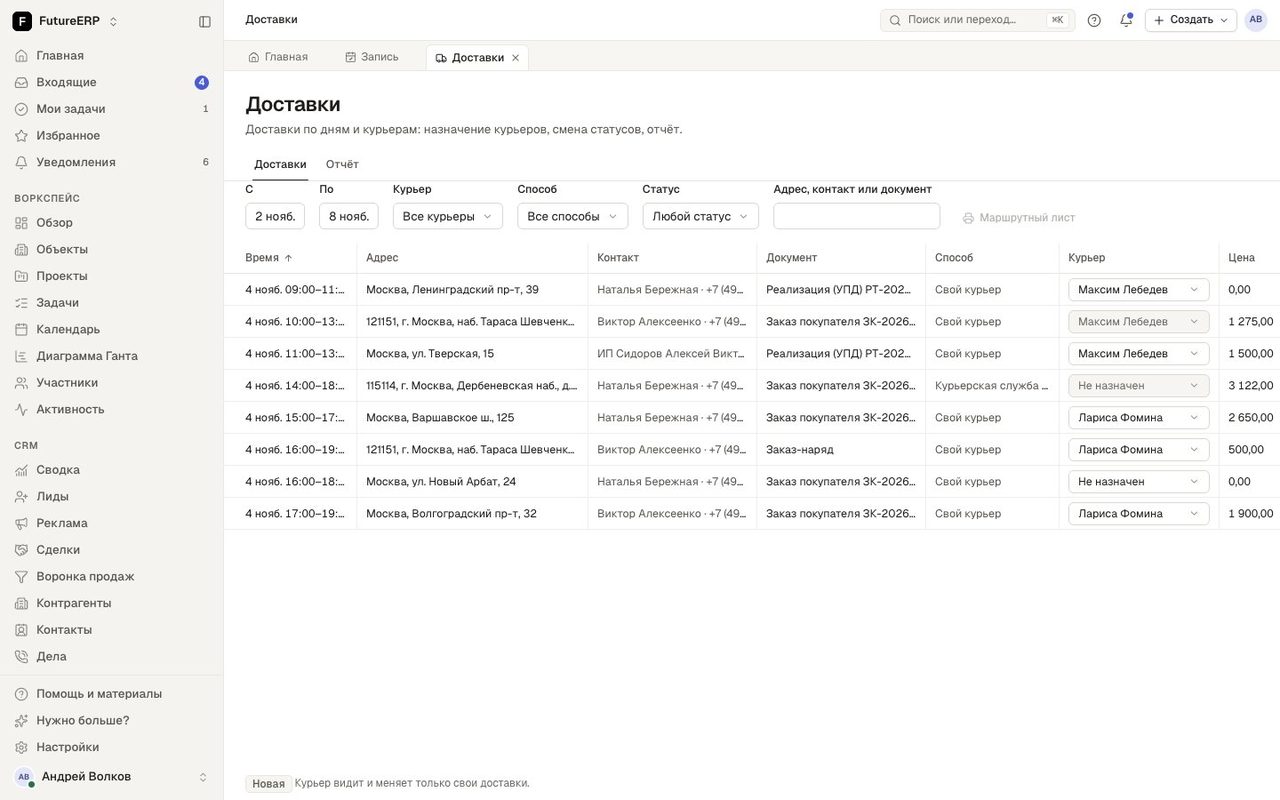 FutureERP
Главная
Входящие 4
Мои задачи 1
Избранное
Уведомления 6
ВОРКСПЕЙС
Обзор
Объекты
Проекты
Задачи
Календарь
Диаграмма Ганта
Участники
Активность
CRM
Сводка
Лиды
Реклама
Сделки
Воронка продаж
Контрагенты
Контакты
Дела
Помощь и материалы
Нужно больше?
Настройки
АВ Андрей Волков
Доставки
Поиск или переход… ⌘K
Создать
АВ
Главная Запись Доставки
Доставки
Доставки по дням и курьерам: назначение курьеров, смена статусов, отчёт.
Доставки Отчёт
С По Курьер Способ Статус Адрес, контакт или документ
2 нояб. 8 нояб. Все курьеры Все способы Любой статус Маршрутный лист
Время Адрес Контакт Документ Способ Курьер Цена
4 нояб. 09:00–11:… Москва, Ленинградский пр-т, 39 Наталья Бережная · +7 (49… Реализация (УПД) РТ-202… Свой курьер Максим Лебедев 0,00
4 нояб. 10:00–13:… 121151, г. Москва, наб. Тараса Шевченк… Виктор Алексеенко · +7 (49… Заказ покупателя ЗК-2026… Свой курьер Максим Лебедев 1 275,00
4 нояб. 11:00–13:… Москва, ул. Тверская, 15 ИП Сидоров Алексей Викт… Реализация (УПД) РТ-202… Свой курьер Максим Лебедев 1 500,00
4 нояб. 14:00–18:… 115114, г. Москва, Дербеневская наб., д.… Наталья Бережная · +7 (49… Заказ покупателя ЗК-2026… Курьерская служба … Не назначен 3 122,00
4 нояб. 15:00–17:… Москва, Варшавское ш., 125 Наталья Бережная · +7 (49… Заказ покупателя ЗК-2026… Свой курьер Лариса Фомина 2 650,00
4 нояб. 16:00–19:… 121151, г. Москва, наб. Тараса Шевченк… Виктор Алексеенко · +7 (49… Заказ-наряд Свой курьер Лариса Фомина 500,00
4 нояб. 16:00–18:… Москва, ул. Новый Арбат, 24 Наталья Бережная · +7 (49… Заказ покупателя ЗК-2026… Свой курьер Не назначен 0,00
4 нояб. 17:00–19:… Москва, Волгоградский пр-т, 32 Виктор Алексеенко · +7 (49… Заказ покупателя ЗК-2026… Свой курьер Лариса Фомина 1 900,00
Новая Курьер видит и меняет только свои доставки.